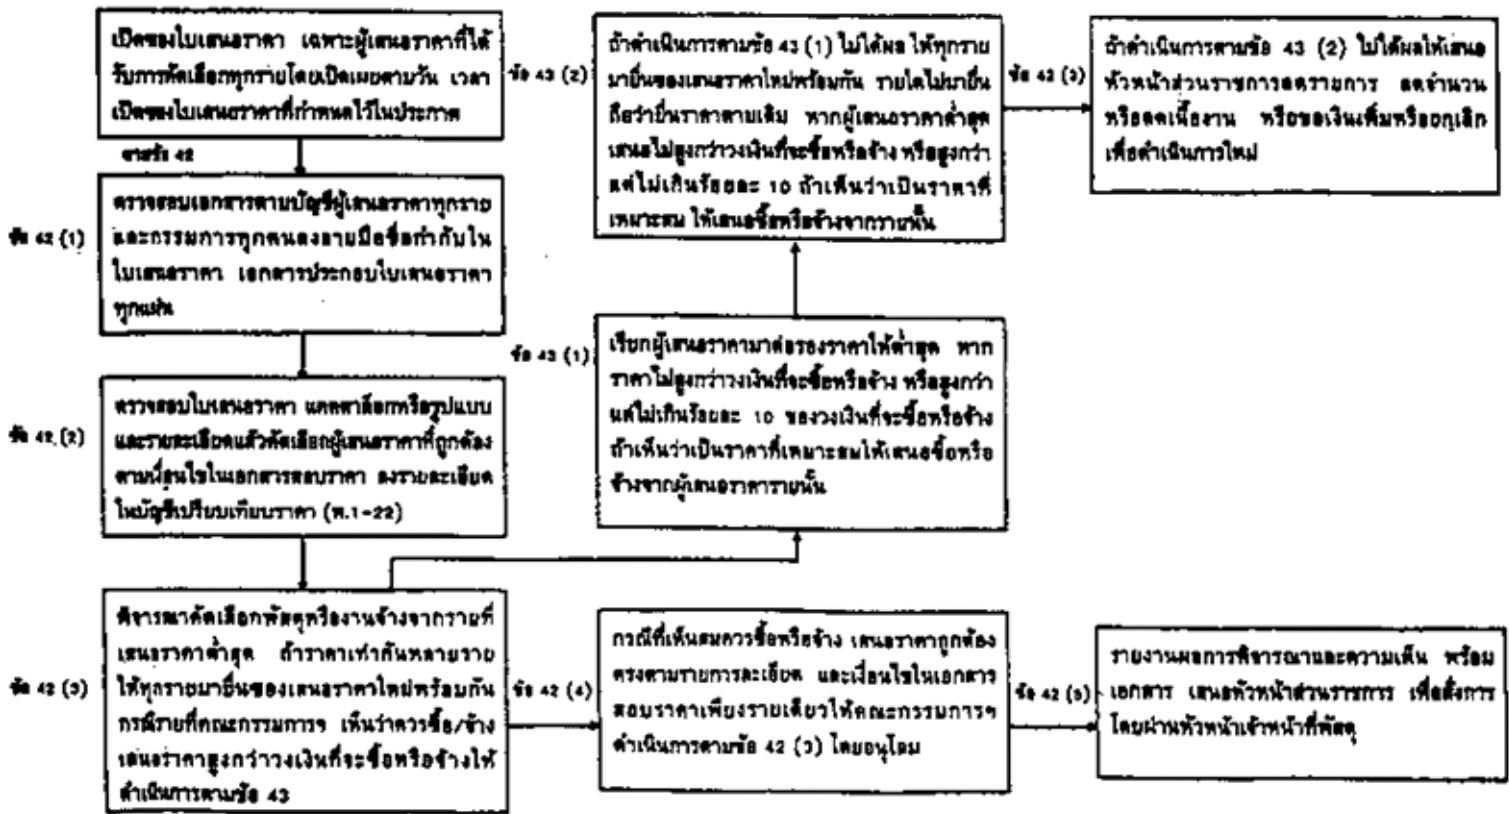 เปิดซองใบเสนอราคา เฉพาะผู้เสนอราคาที่ได้
รับการคัดเลือกทุกรายโดยเปิดเผยตามวัน เวลา
เปิดซองใบเสนอราคาที่กำหนดไว้ในประกาศ
ตามข้อ 42
ข้อ 42 (1)
ตรวจสอบเอกสารตามบัญชีผู้เสนอราคาทุกราย
และกรรมการทุกคนลงลายมือชื่อกำกับใน
ใบเสนอราคา เอกสารประกอบใบเสนอราคา
ทุกแผ่น
ข้อ 42 (2)
ตรวจสอบใบเสนอราคา แคตตาล็อกหรือรูปแบบ
และรายละเอียดแล้วคัดเลือกผู้เสนอราคาที่ถูกต้อง
ตามเงื่อนไขในเอกสารสอบราคา ลงรายละเอียด
ในบัญชีเปรียบเทียบราคา (พ.1-22)
ข้อ 42 (3)
พิจารณาคัดเลือกพัสดุหรืองานจ้างจากรายที่
เสนอราคาต่ำสุด ถ้าราคาเท่ากันหลายราย
ให้ทุกรายมายื่นซองเสนอราคาใหม่พร้อมกัน
กรณีรายที่คณะกรรมการฯ เห็นว่าควรซื้อ/จ้าง
เสนอราคาสูงกว่าวงเงินที่จะซื้อหรือจ้างให้
ดำเนินการตามข้อ 43
ข้อ 42 (4)
กรณีที่เห็นสมควรซื้อหรือจ้าง เสนอราคาถูกต้อง
ตรงตามรายการละเอียด และเงื่อนไขในเอกสาร
สอบราคาเพียงรายเดียวให้คณะกรรมการฯ
ดำเนินการตามข้อ 42 (3) โดยอนุโลม
ข้อ 42 (5)
รายงานผลการพิจารณาและความเห็น พร้อม
เอกสาร เสนอหัวหน้าส่วนราชการ เพื่อสั่งการ
โดยผ่านหัวหน้าเจ้าหน้าที่พัสดุ
ข้อ 43 (1)
เรียกผู้เสนอราคามาต่อรองราคาให้ต่ำสุด หาก
ราคาไม่สูงกว่าวงเงินที่จะซื้อหรือจ้าง หรือสูงกว่า
แต่ไม่เกินร้อยละ 10 ของวงเงินที่จะซื้อหรือจ้าง
ถ้าเห็นว่าเป็นราคาที่เหมาะสมให้เสนอซื้อหรือ
จ้างจากผู้เสนอราคารายนั้น
ข้อ 43 (2)
ถ้าดำเนินการตามข้อ 43 (1) ไม่ได้ผล ให้ทุกราย
มายื่นซองเสนอราคาใหม่พร้อมกัน รายใดไม่มายื่น
ถือว่ายื่นราคาตามเดิม หากผู้เสนอราคาต่ำสุด
เสนอไม่สูงกว่าวงเงินที่จะซื้อหรือจ้าง หรือสูงกว่า
แต่ไม่เกินร้อยละ 10 ถ้าเห็นว่าเป็นราคาที่
เหมาะสม ให้เสนอซื้อหรือจ้างจากรายนั้น
ข้อ 43 (3)
ถ้าดำเนินการตามข้อ 43 (2) ไม่ได้ผลให้เสนอ
หัวหน้าส่วนราชการลดรายการ ลดจำนวน
หรือลดเนื้องาน หรือขอเงินเพิ่มหรือยกเลิก
เพื่อดำเนินการใหม่